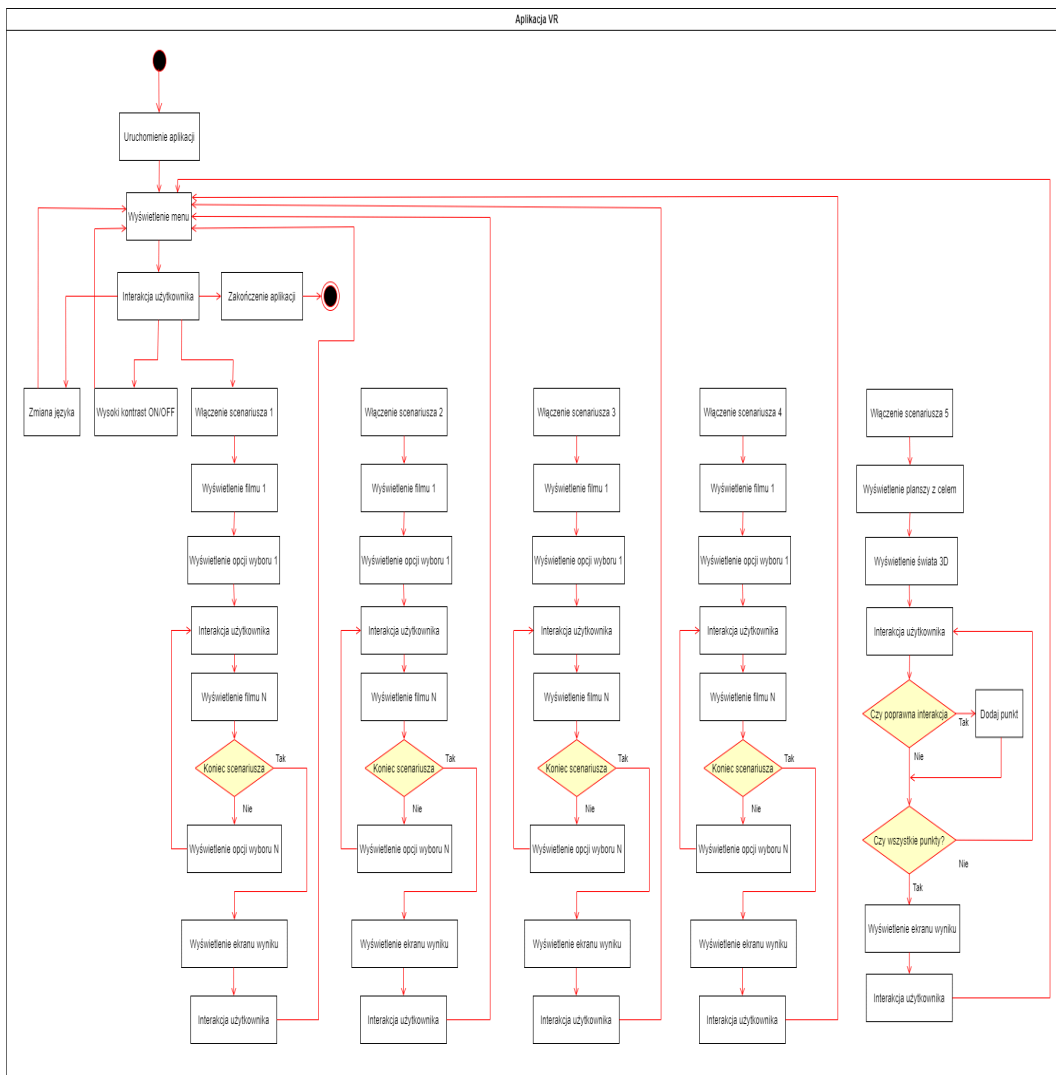 Aplikacja VR
Uruchomienie aplikacji
Wyświetlenie menu
Interakcja użytkownika
Zakończenie aplikacji
Zmiana języka
Wysoki kontrast ON/OFF
Włączenie scenariusza 1
Włączenie scenariusza 2
Włączenie scenariusza 3
Włączenie scenariusza 4
Włączenie scenariusza 5
Wyświetlenie filmu 1
Wyświetlenie filmu 1
Wyświetlenie filmu 1
Wyświetlenie filmu 1
Wyświetlenie planszy z celem
Wyświetlenie opcji wyboru 1
Wyświetlenie opcji wyboru 1
Wyświetlenie opcji wyboru 1
Wyświetlenie opcji wyboru 1
Wyświetlenie świata 3D
Interakcja użytkownika
Interakcja użytkownika
Interakcja użytkownika
Interakcja użytkownika
Interakcja użytkownika
Wyświetlenie filmu N
Wyświetlenie filmu N
Wyświetlenie filmu N
Wyświetlenie filmu N
Czy poprawna interakcja
Tak
Dodaj punkt
Nie
Koniec scenariusza
Tak
Koniec scenariusza
Tak
Koniec scenariusza
Tak
Koniec scenariusza
Tak
Nie
Nie
Nie
Nie
Wyświetlenie opcji wyboru N
Wyświetlenie opcji wyboru N
Wyświetlenie opcji wyboru N
Wyświetlenie opcji wyboru N
Czy wszystkie punkty?
Nie
Tak
Wyświetlenie ekranu wyniku
Wyświetlenie ekranu wyniku
Wyświetlenie ekranu wyniku
Wyświetlenie ekranu wyniku
Wyświetlenie ekranu wyniku
Interakcja użytkownika
Interakcja użytkownika
Interakcja użytkownika
Interakcja użytkownika
Interakcja użytkownika